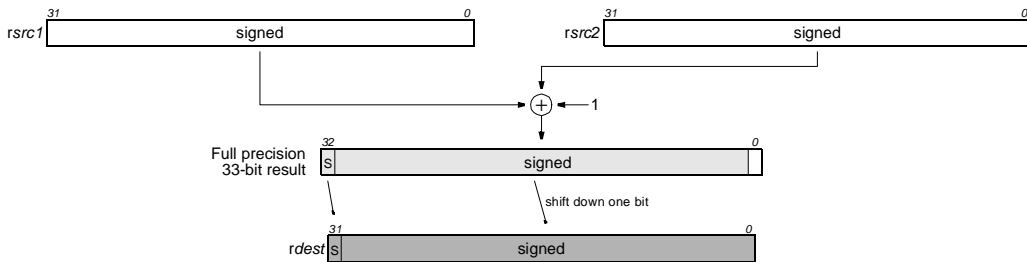 31 0 31 0
rsrc1 signed rsrc2 signed
1
32 0
Full precision
33-bit result
S signed
shift down one bit
31 0
rdest S signed